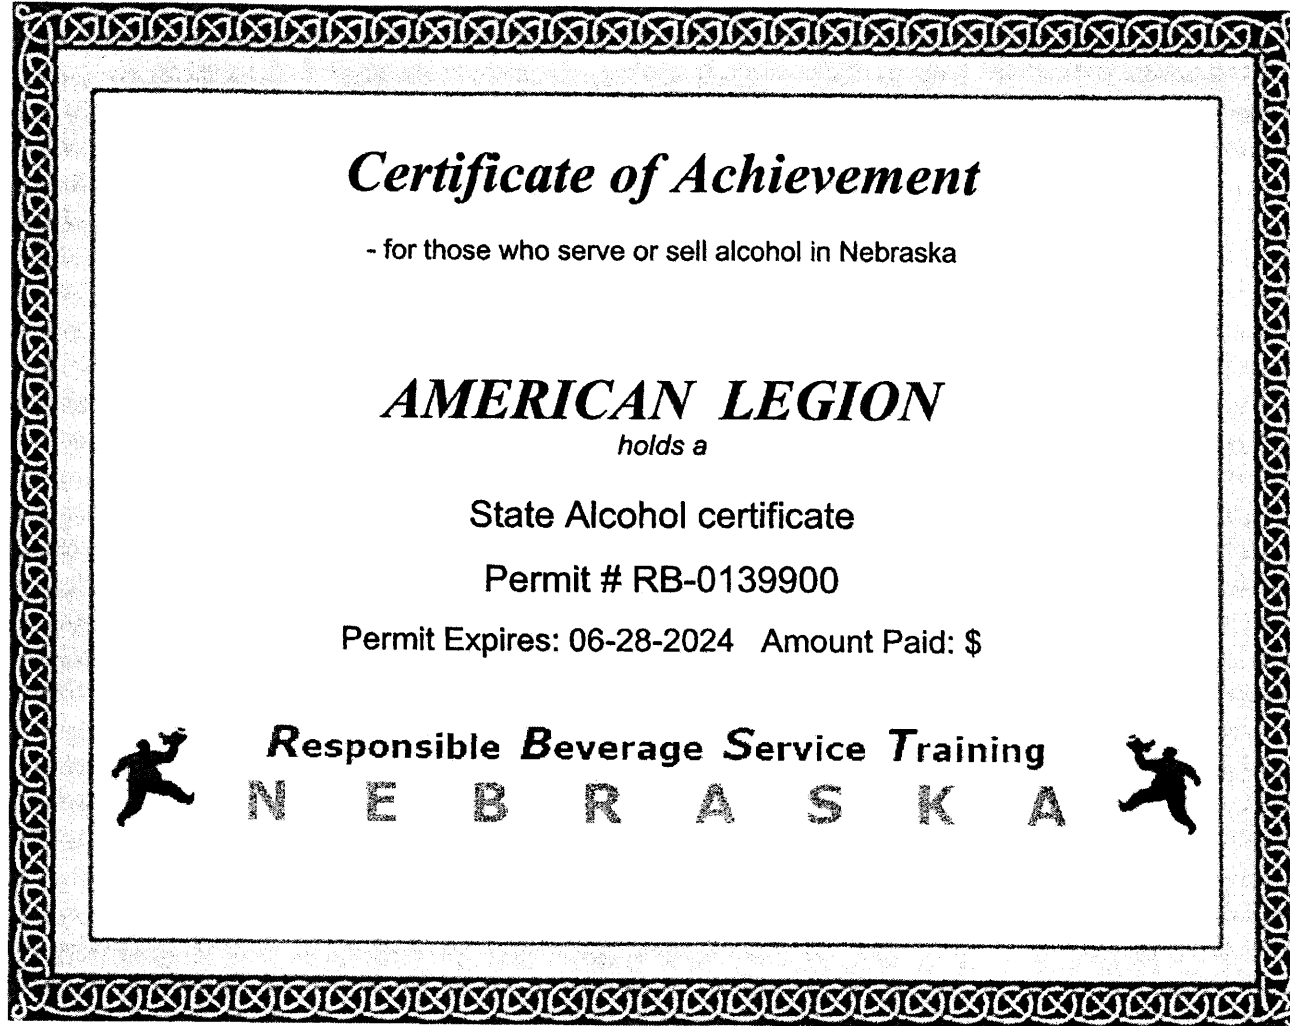 Certificate of Achievement
- for those who serve or sell alcohol in Nebraska
AMERICAN LEGION
holds a
State Alcohol certificate
Permit # RB-0139900
Permit Expires: 06-28-2024 Amount Paid: $
Responsible Beverage Service Training
NEBRASKA